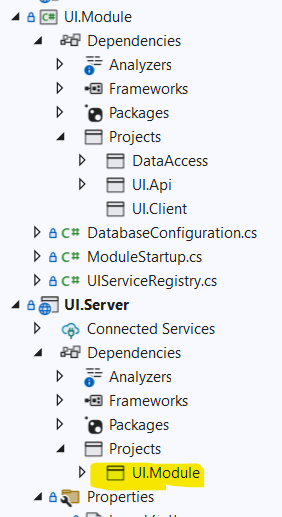 UI.Module
Dependencies
Analyzers
Frameworks
Packages
Projects
DataAccess
UI.Api
UI.Client
C# DatabaseConfiguration.cs
C# ModuleStartup.cs
C# UIServiceRegistry.cs
UI.Server
Connected Services
Dependencies
Analyzers
Frameworks
Packages
Projects
UI.Module
Properties